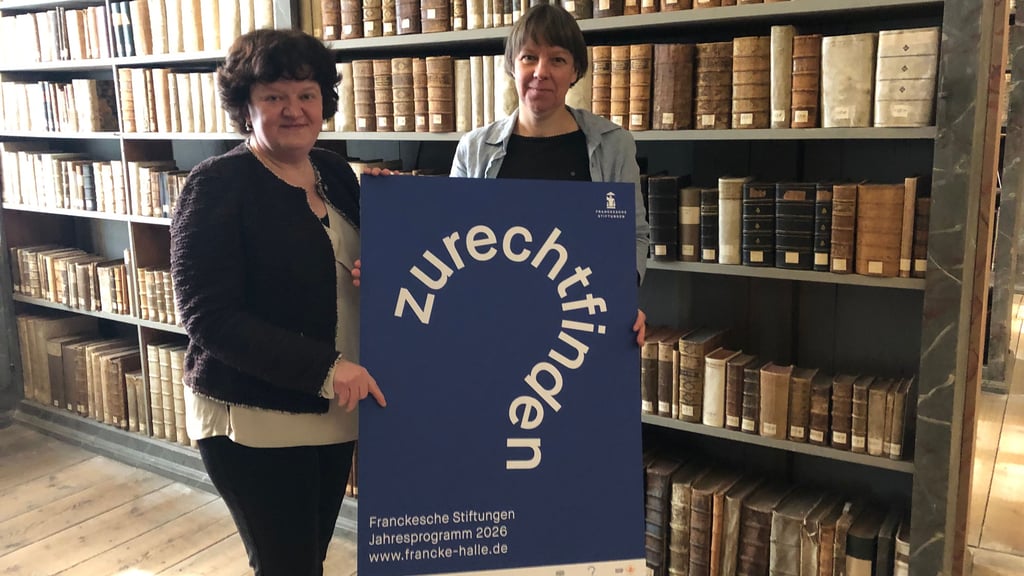 FRANCKESCHE
STIFTUNGEN
zurechtfinden
Franckesche Stiftungen
Jahresprogramm 2026
www.francke-halle.de